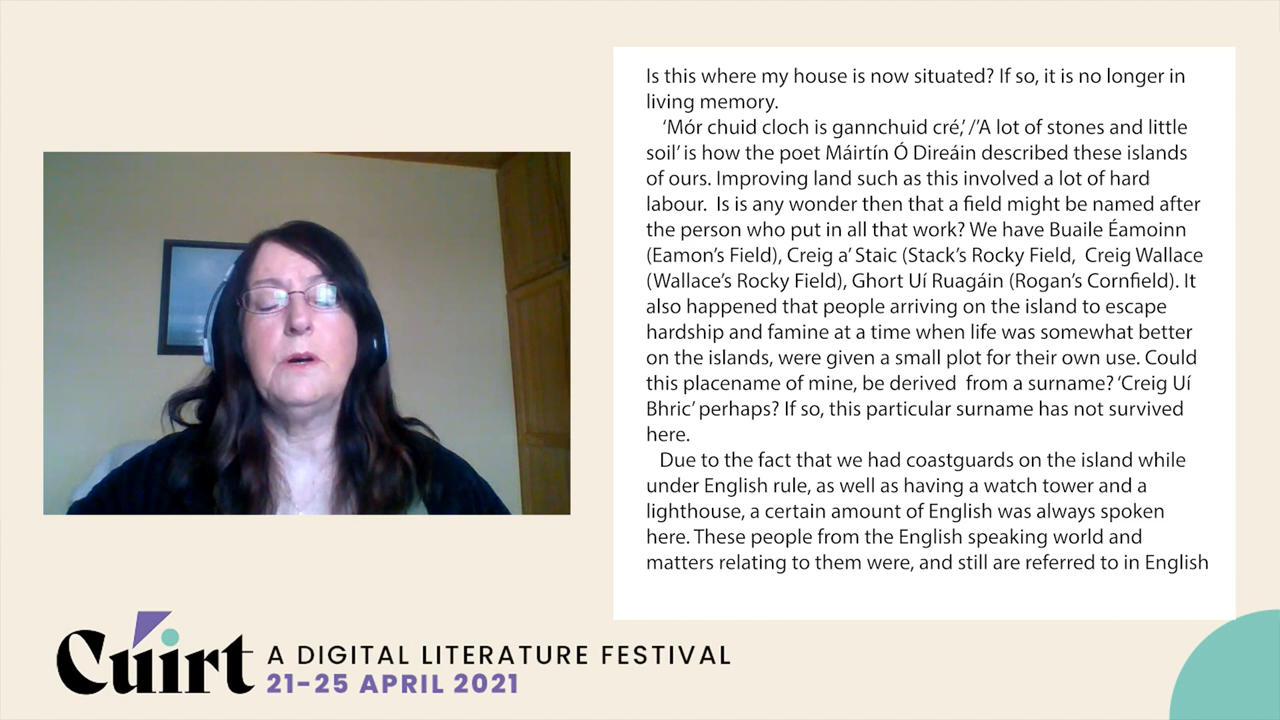 Is this where my house is now situated? If so, it is no longer in
living memory.
‘Mór chuid cloch is gannchuid cré,’ /‘A lot of stones and little
soil’ is how the poet Máirtín Ó Direáin described these islands
of ours. Improving land such as this involved a lot of hard
labour.  Is is any wonder then that a field might be named after
the person who put in all that work? We have Buaile Éamoinn
(Eamon’s Field), Creig a’ Staic (Stack’s Rocky Field,  Creig Wallace
(Wallace’s Rocky Field), Ghort Uí Ruagáin (Rogan’s Cornfield). It
also happened that people arriving on the island to escape
hardship and famine at a time when life was somewhat better
on the islands, were given a small plot for their own use. Could
this placename of mine, be derived  from a surname? ‘Creig Uí
Bhric’ perhaps? If so, this particular surname has not survived
here.
Due to the fact that we had coastguards on the island while
under English rule, as well as having a watch tower and a
lighthouse, a certain amount of English was always spoken
here. These people from the English speaking world and
matters relating to them were, and still are referred to in English
Cúirt
A DIGITAL LITERATURE FESTIVAL
21-25 APRIL 2021